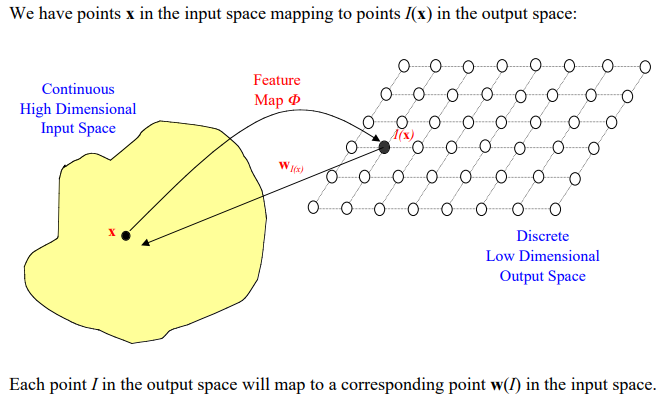 We have points x in the input space mapping to points I(x) in the output space:
Continuous
High Dimensional
Input Space
Feature
Map Φ
I(x)
w I(x)
x
Discrete
Low Dimensional
Output Space
Each point I in the output space will map to a corresponding point w(I) in the input space.